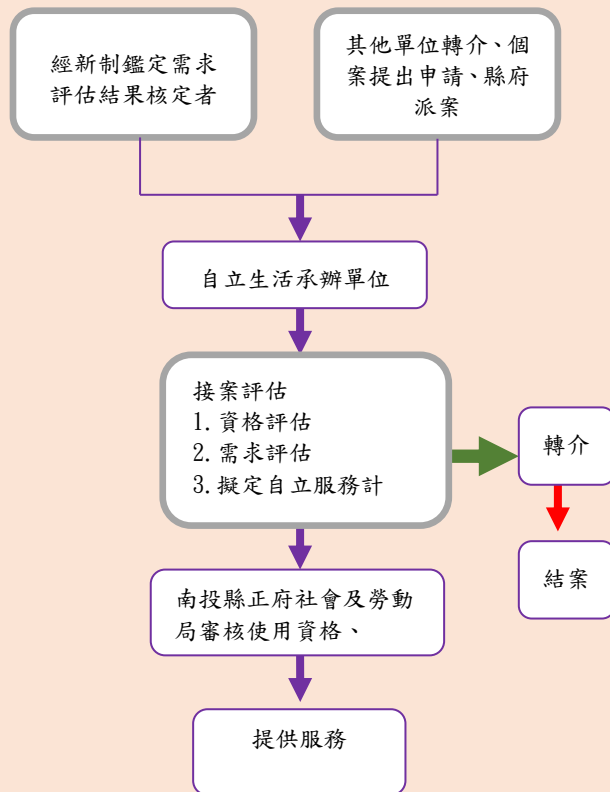 經新制鑑定需求
評估結果核定者
其他單位轉介、個
案提出申請、縣府
派案
自立生活承辦單位
接案評估
1.資格評估
2.需求評估
3.擬定自立服務計
轉介
結案
南投縣正府社會及勞動
局審核使用資格、
提供服務